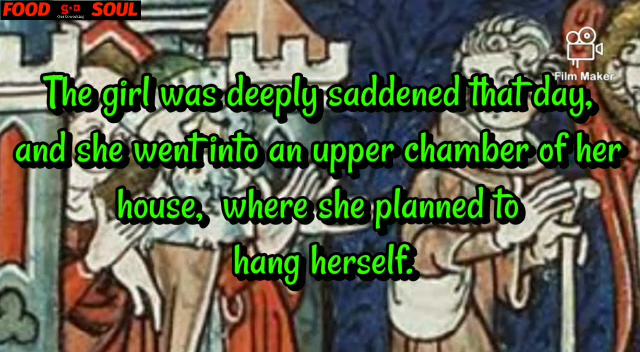 FOOD SOUL
Film Maker
The girl was deeply saddened that day,
and she went into an upper chamber of her
house, where she planned to
hang herself.